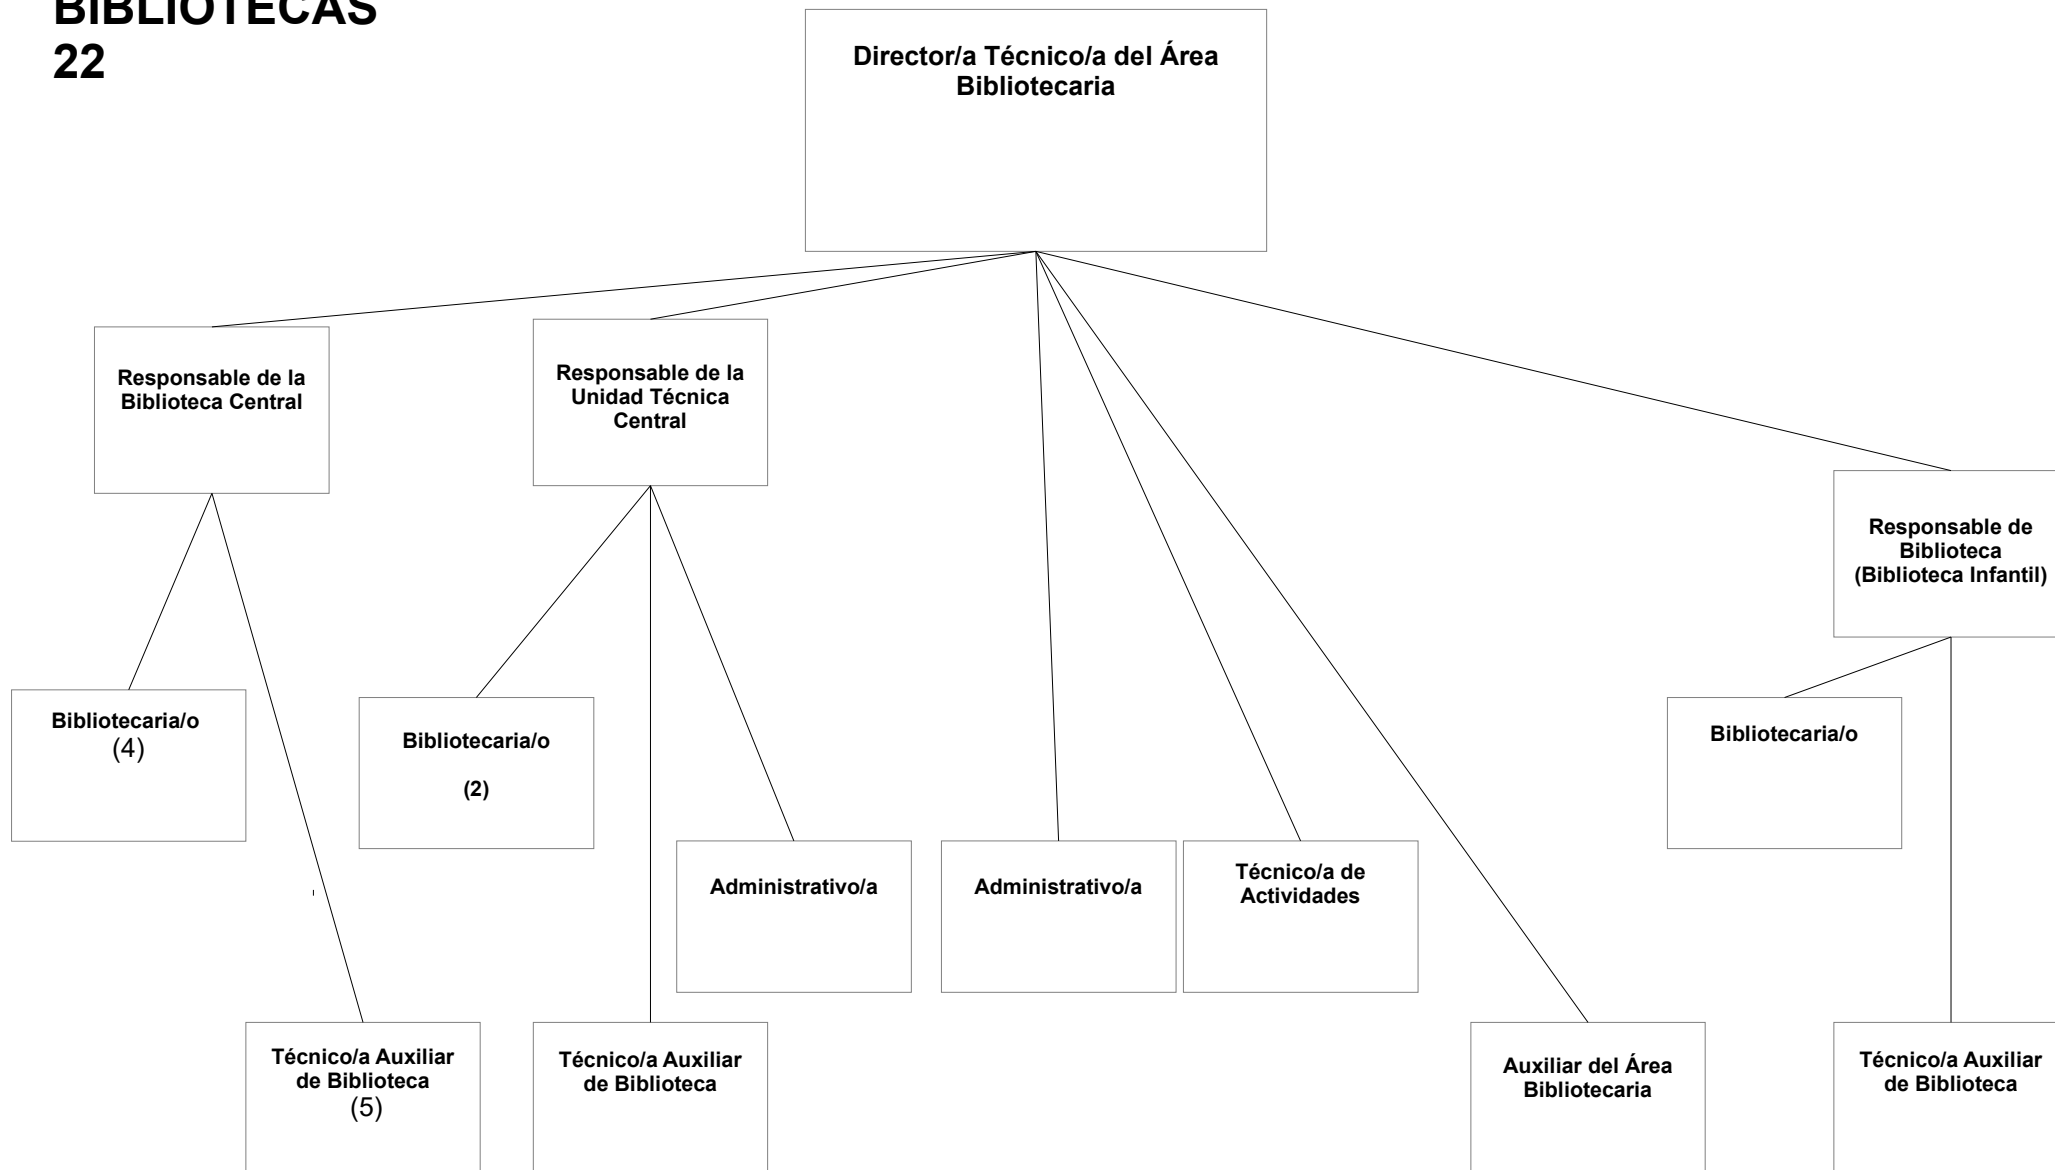 BIBLIOTECAS
22
Director/a Técnico/a del Área
Bibliotecaria
Responsable de la
Biblioteca Central
Responsable de la
Unidad Técnica
Central
Responsable de
Biblioteca
(Biblioteca Infantil)
Bibliotecaria/o
(4)
Bibliotecaria/o
(2)
Bibliotecaria/o
Administrativo/a
Administrativo/a
Técnico/a de
Actividades
Técnico/a Auxiliar
de Biblioteca
(5)
Técnico/a Auxiliar
de Biblioteca
Auxiliar del Área
Bibliotecaria
Técnico/a Auxiliar
de Biblioteca